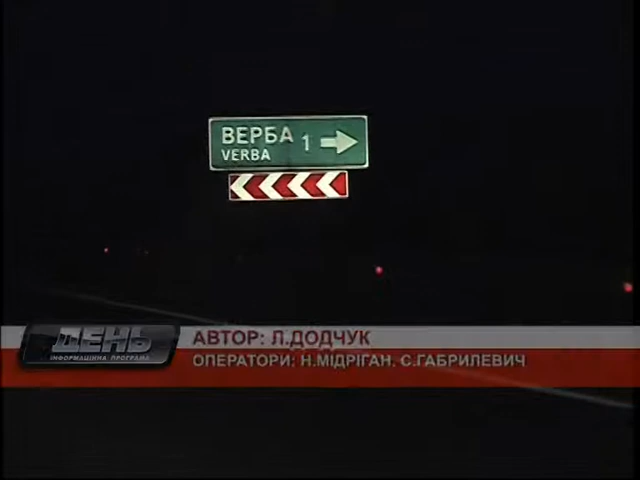 ВЕРБА 1
VERBA
ДЕНЬ
ІНФОРМАЦІЙНА ПРОГРАМА
АВТОР: Л.ДОДЧУК
ОПЕРАТОРИ: Н.МІДРІГАН, С.ГАБРИЛЕВИЧ